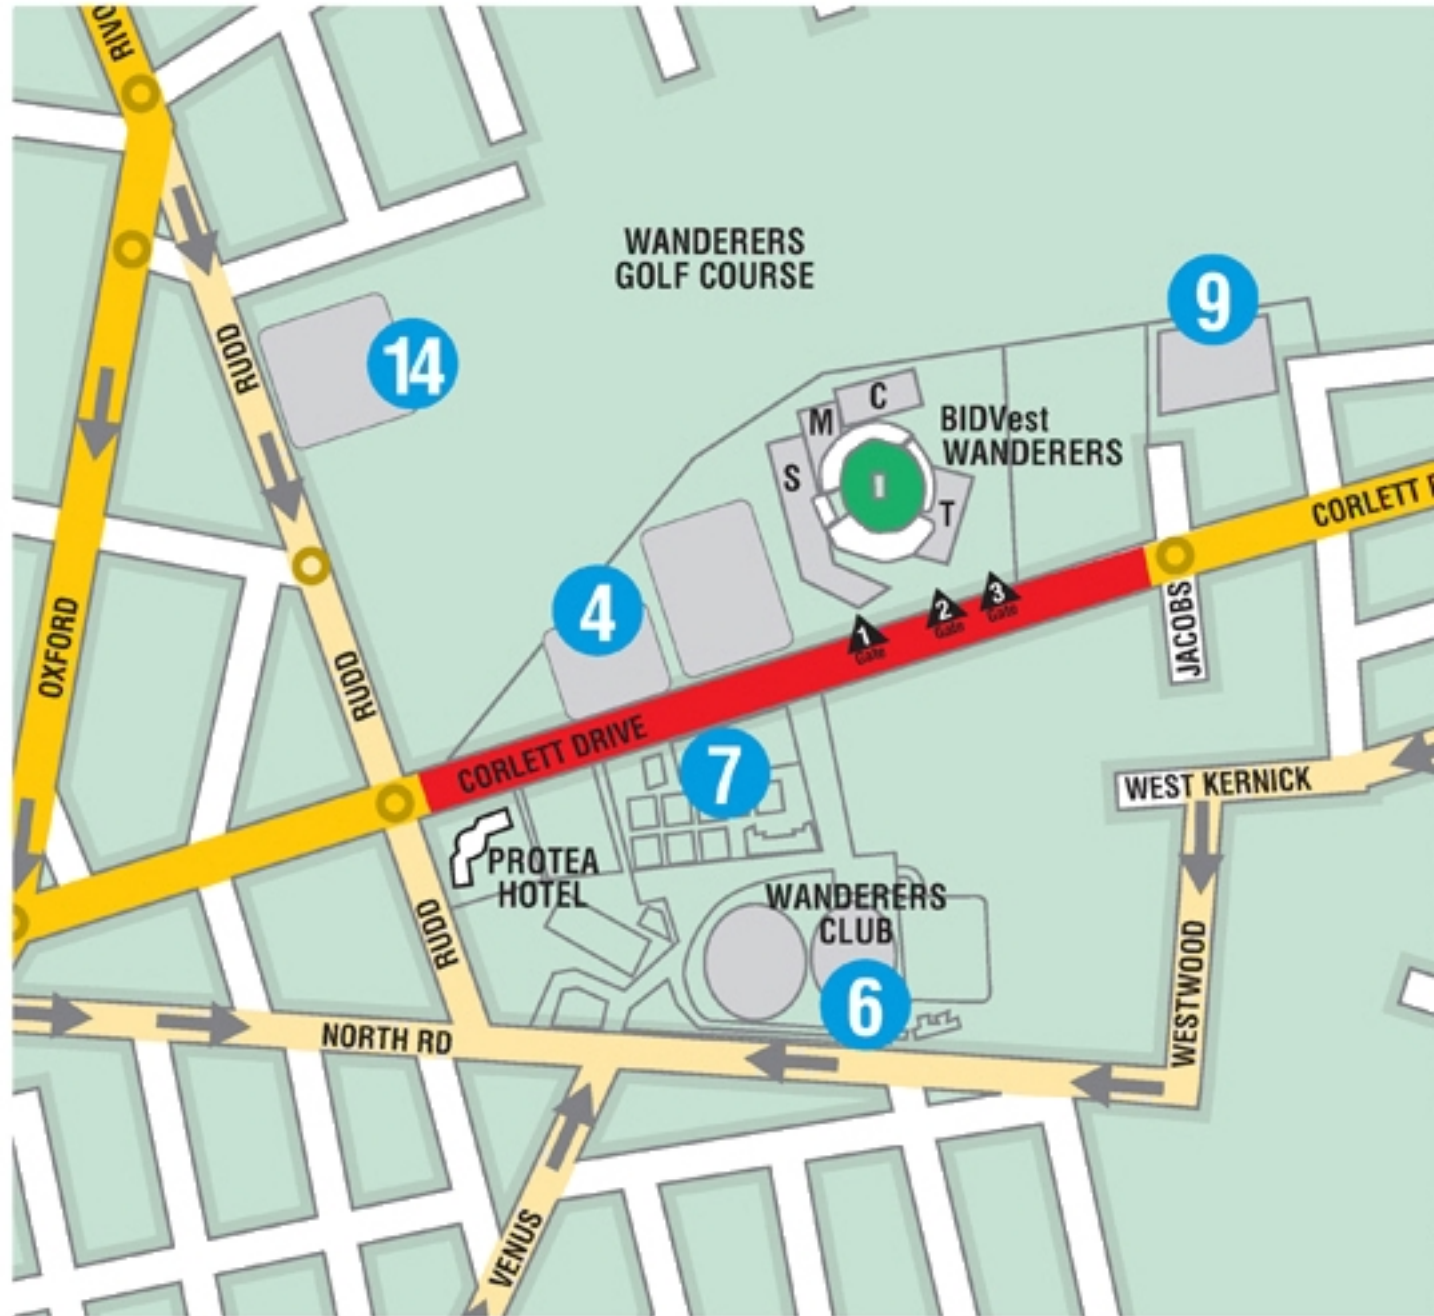 RIVO
WANDERERS
GOLF COURSE
9
RUDD
14
C
M
BIDVest
WANDERERS
S
T
CORLETT
OXFORD
4
3
Gate
2
Gate
1
Gate
JACOBS
RUDD
CORLETT DRIVE
7
WEST KERNICK
PROTEA
HOTEL
WANDERERS
CLUB
RUDD
6
WESTWOOD
NORTH RD
VENUS